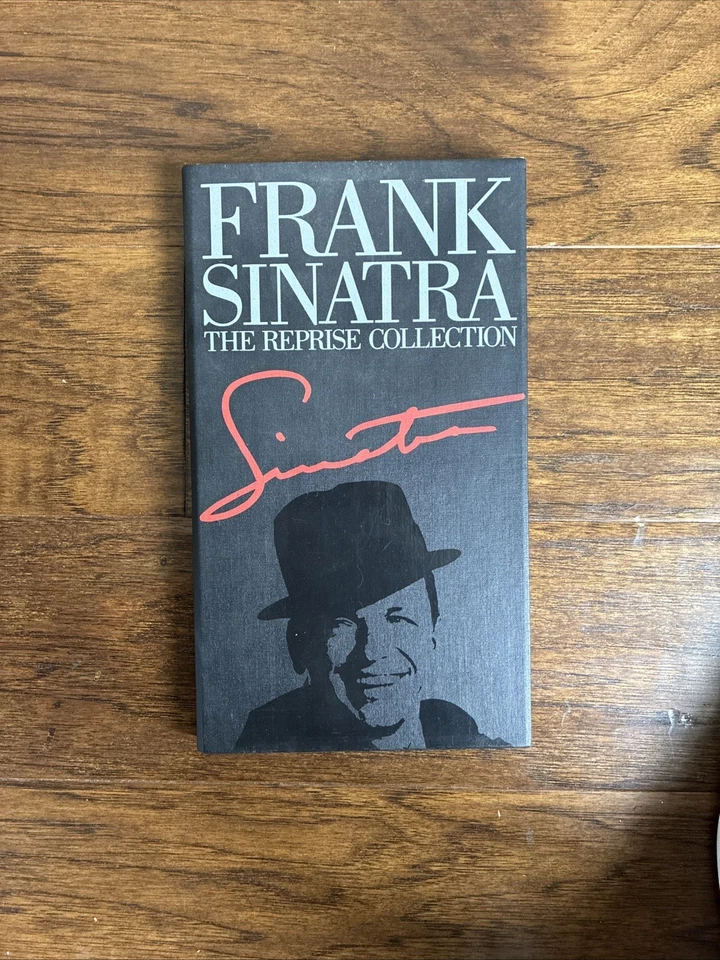 FRANK
SINATRA
THE REPRISE COLLECTION
Sinatra